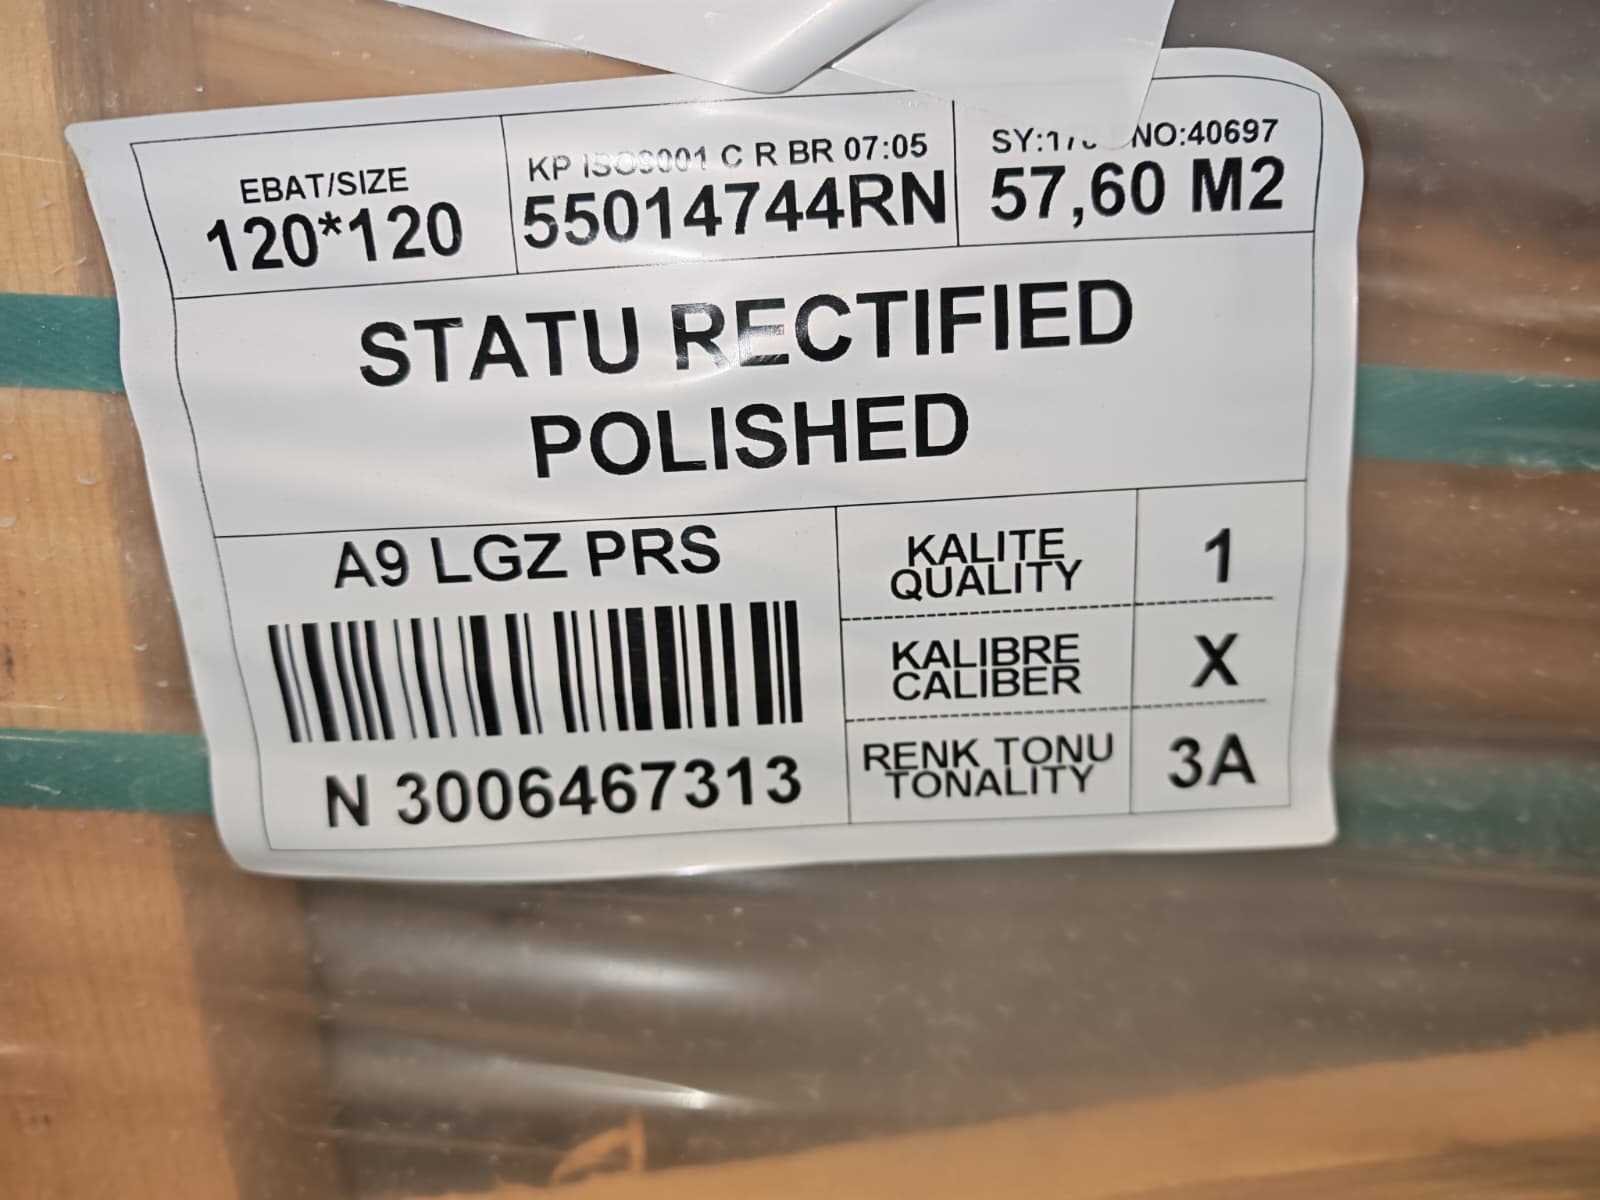 EBAT/SIZE
120*120
KP ISO9001 C R BR 07:05
55014744RN
NO:40697
57,60 M2
STATU RECTIFIED
POLISHED
A9 LGZ PRS
N 3006467313
KALITE
QUALITY
1
KALIBRE
CALIBER
X
RENK TONU
TONALITY
3A